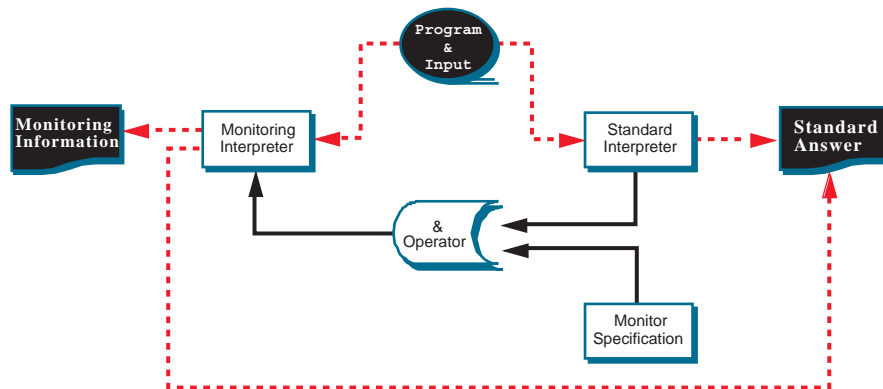 Program
&
Input
Monitoring
Information
Monitoring
Interpreter
Standard
Interpreter
Standard
Answer
&
Operator
Monitor
Specification